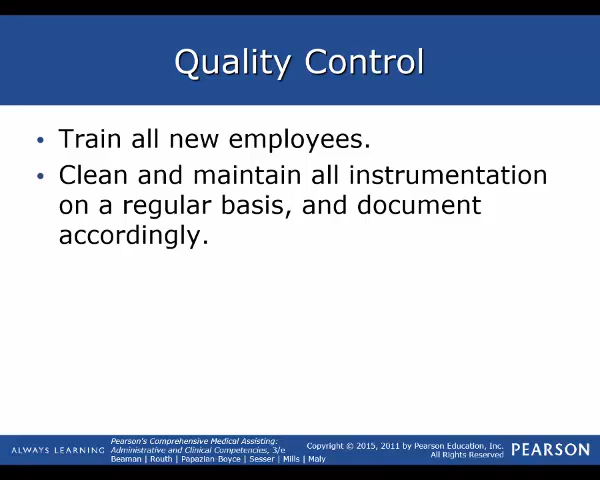 Quality Control
• Train all new employees.
• Clean and maintain all instrumentation
on a regular basis, and document
accordingly.
ALWAYS LEARNING
Pearson's Comprehensive Medical Assisting:
Administrative and Clinical Competencies, 3/e
Beaman | Routh | Papazian Boyce | Sesser | Mills | Maly
Copyright © 2015, 2011 by Pearson Education, Inc.
All Rights Reserved
PEARSON